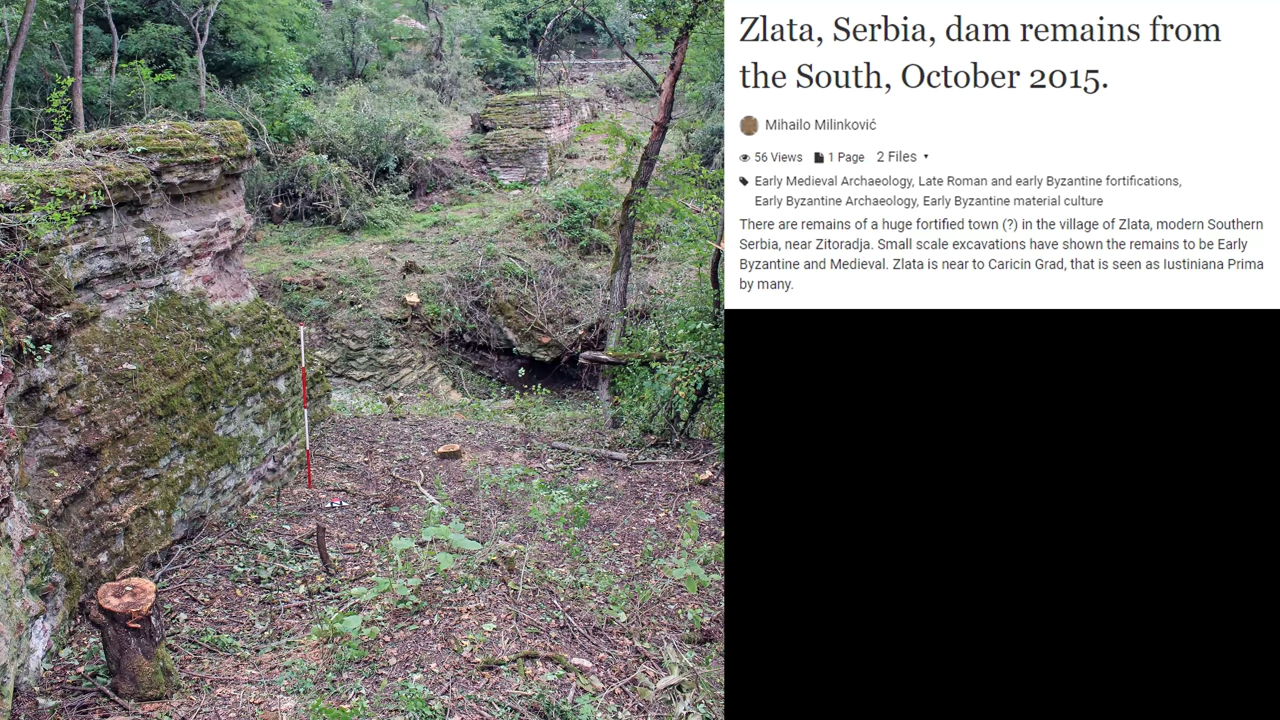 Zlata, Serbia, dam remains from
the South, October 2015.
Mihailo Milinković
56 Views 1 Page 2 Files
Early Medieval Archaeology, Late Roman and early Byzantine fortifications,
Early Byzantine Archaeology, Early Byzantine material culture
There are remains of a huge fortified town (?) in the village of Zlata, modern Southern
Serbia, near Zitoradja. Small scale excavations have shown the remains to be Early
Byzantine and Medieval. Zlata is near to Caricin Grad, that is seen as Iustiniana Prima
by many.